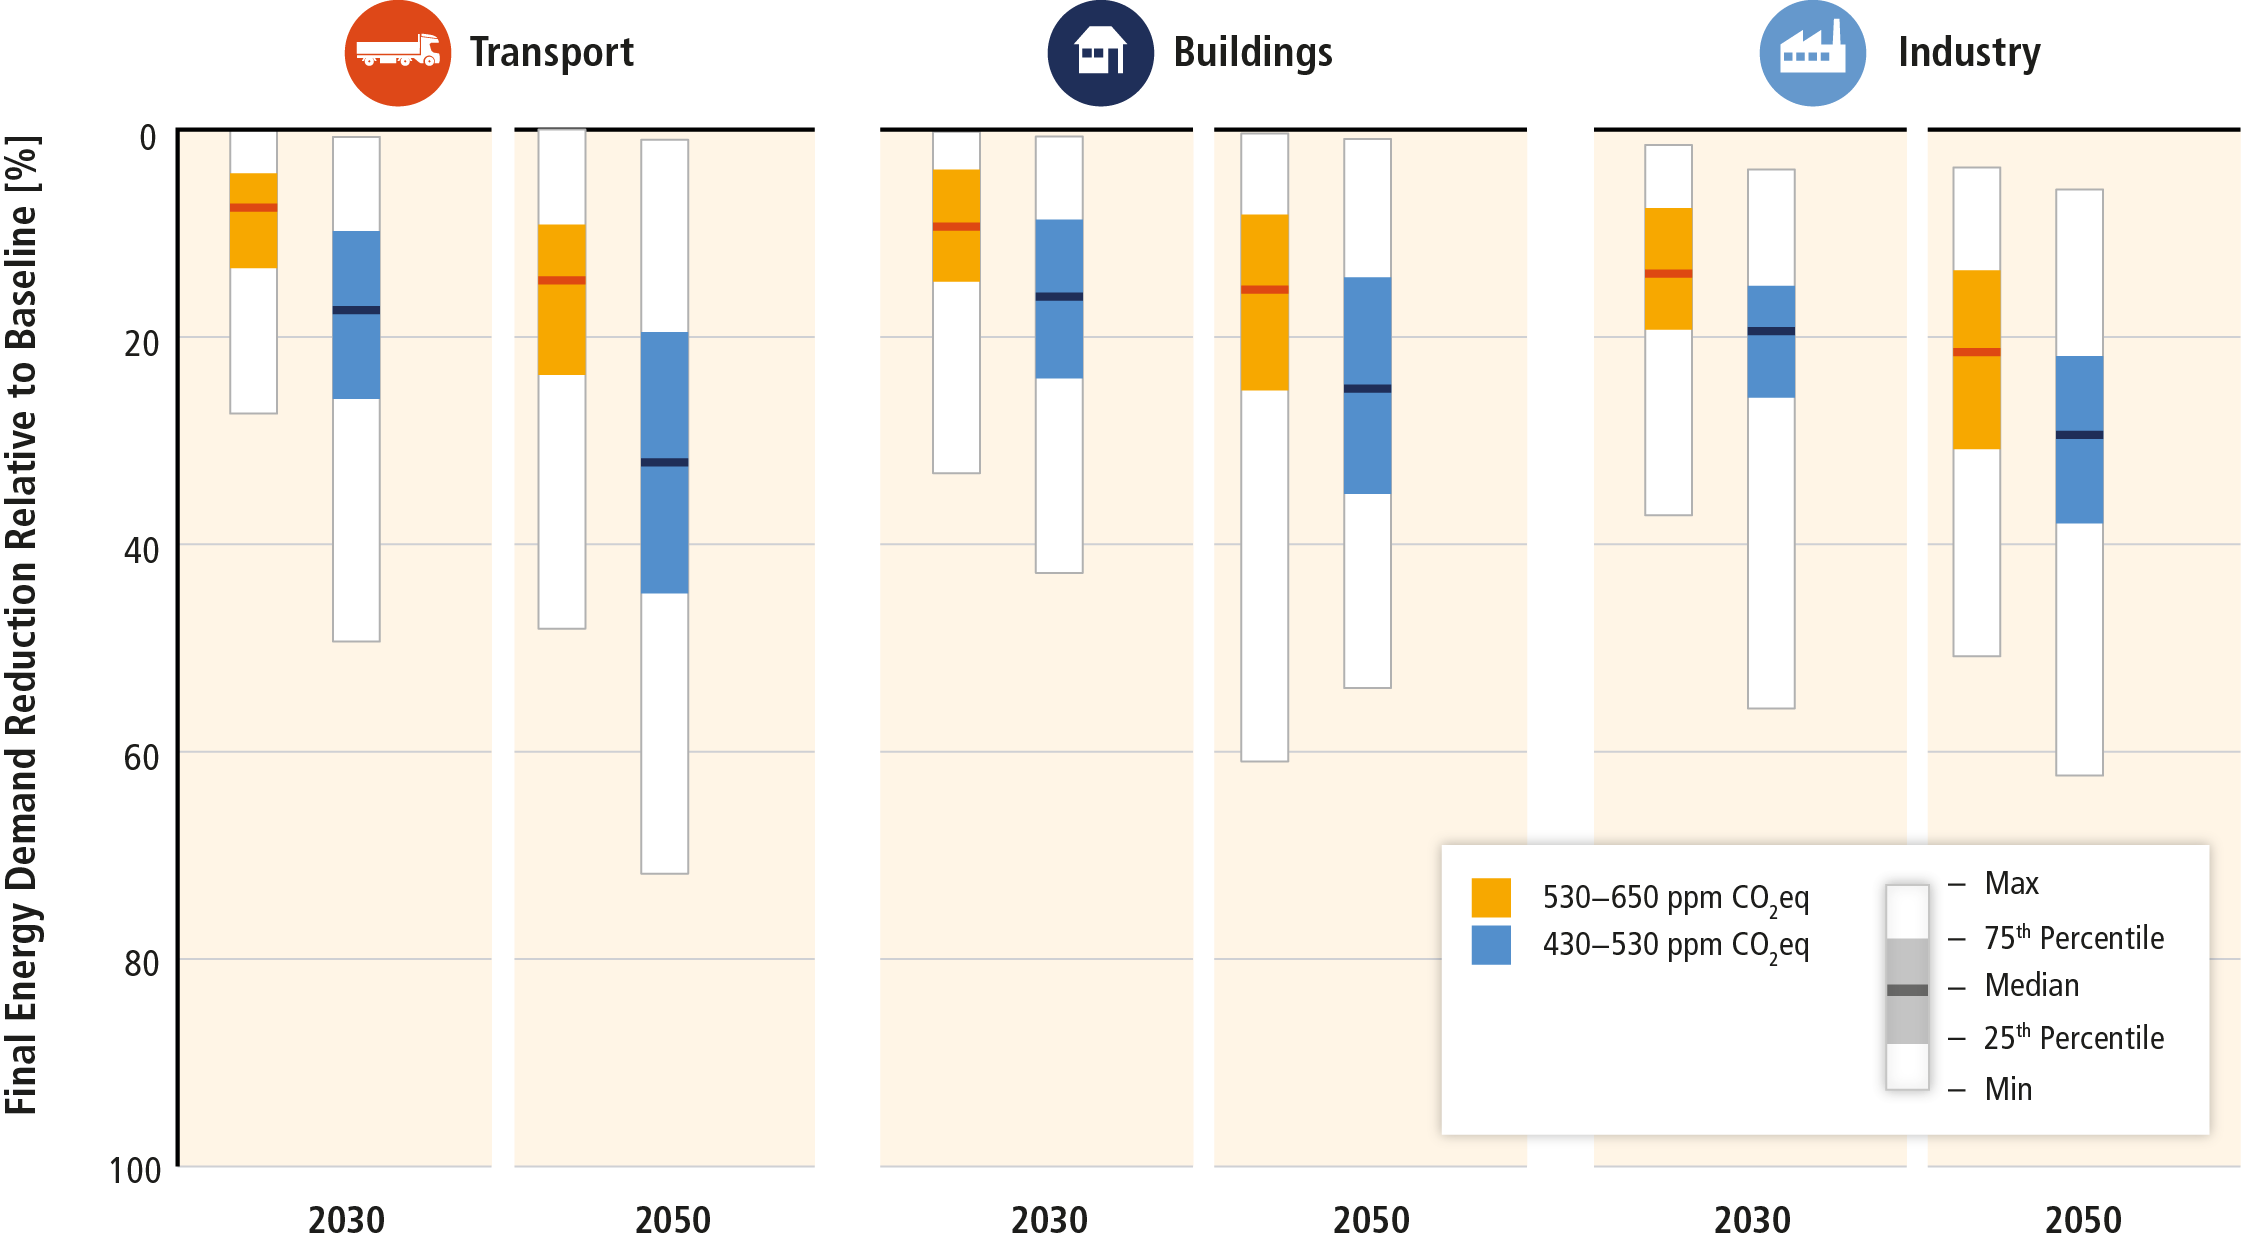 Transport
Buildings
Industry
Final Energy Demand Reduction Relative to Baseline [%]
0
20
40
60
80
100
530–650 ppm CO2eq
430–530 ppm CO2eq
Max
75th Percentile
Median
25th Percentile
Min
2030
2050
2030
2050
2030
2050